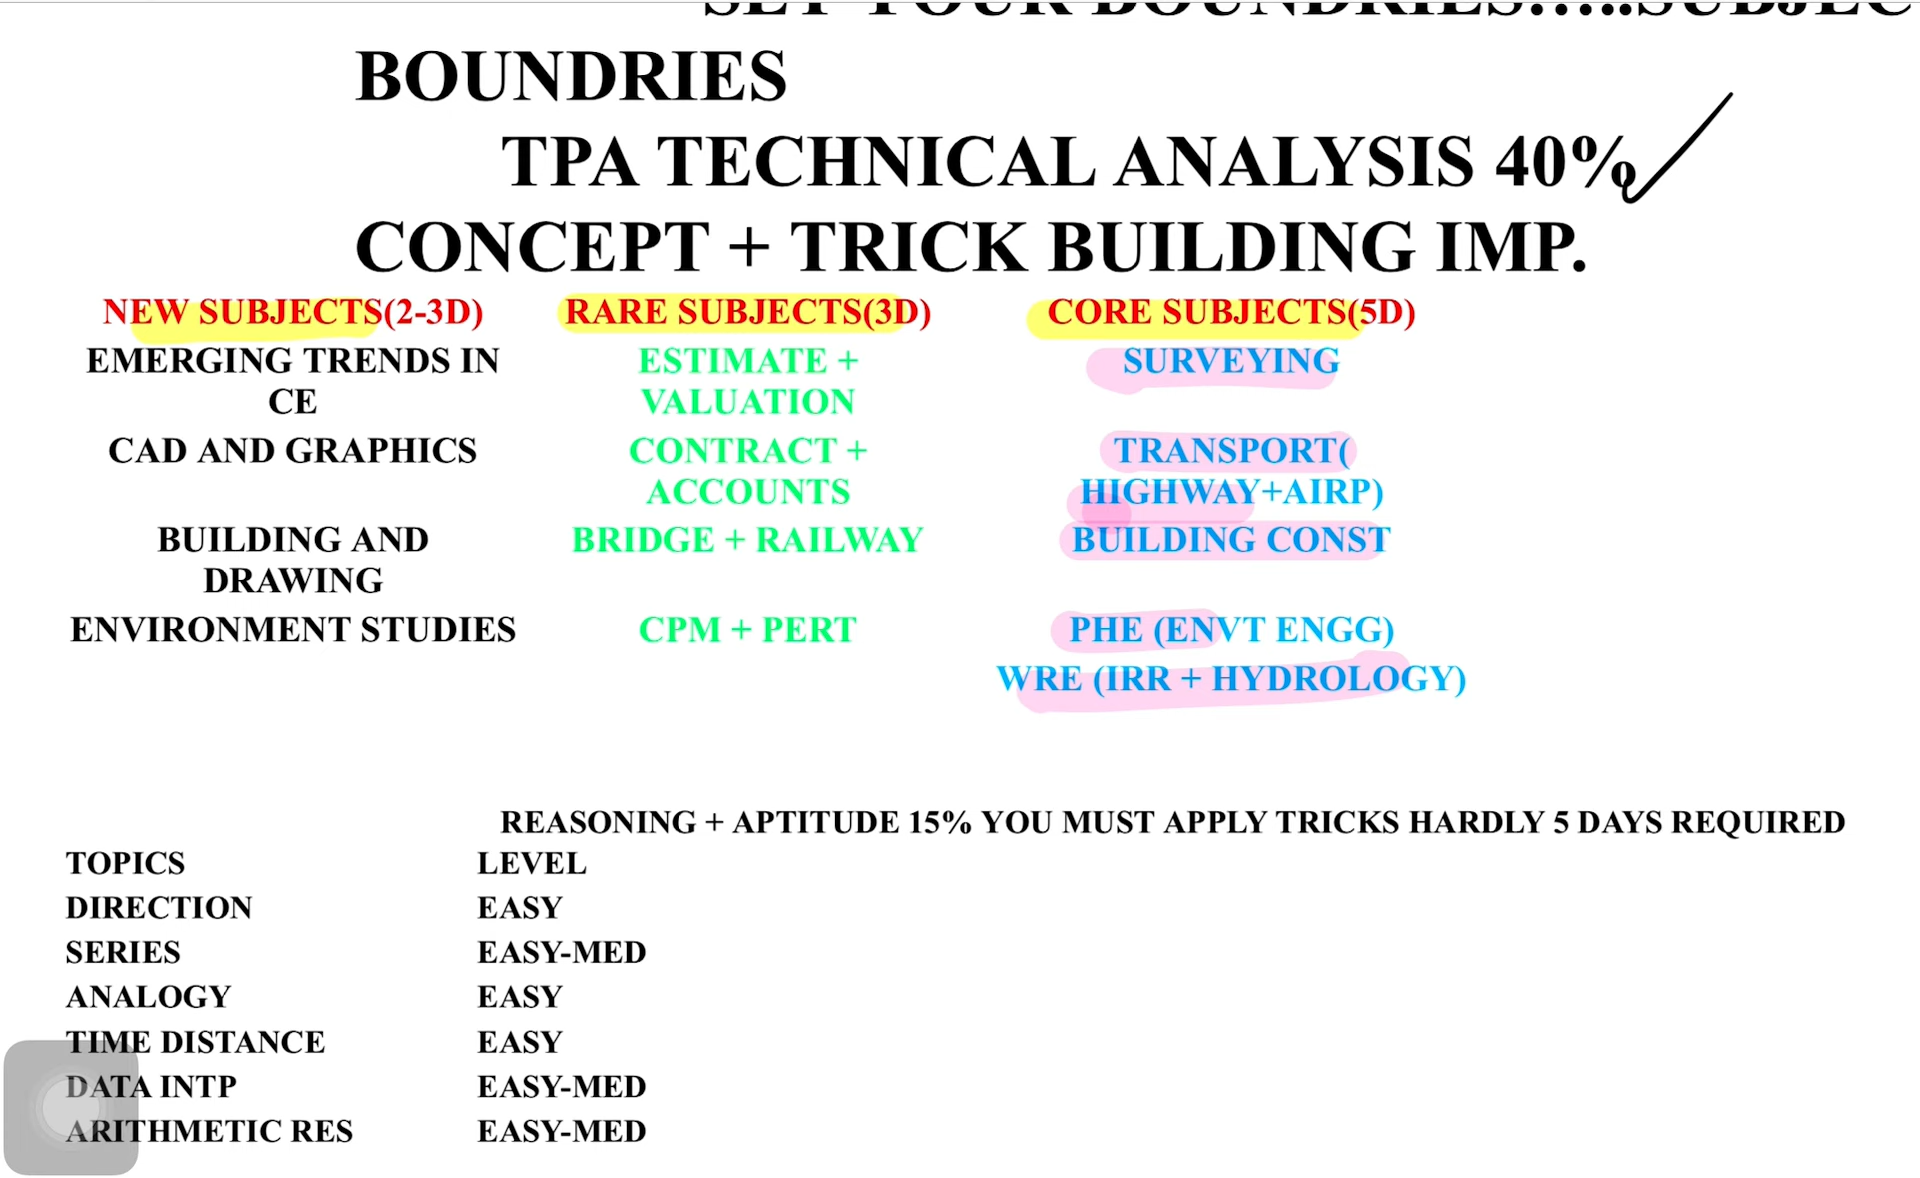 SET YOUR BOUNDRIES......SUBJEC
BOUNDRIES
TPA TECHNICAL ANALYSIS 40%
CONCEPT + TRICK BUILDING IMP.
NEW SUBJECTS(2-3D) RARE SUBJECTS(3D) CORE SUBJECTS(5D)
EMERGING TRENDS IN ESTIMATE + SURVEYING
CE VALUATION
CAD AND GRAPHICS CONTRACT + TRANSPORT(
ACCOUNTS HIGHWAY+AIRP)
BUILDING AND BRIDGE + RAILWAY BUILDING CONST
DRAWING
ENVIRONMENT STUDIES CPM + PERT PHE (ENVT ENGG)
WRE (IRR + HYDROLOGY)
REASONING + APTITUDE 15% YOU MUST APPLY TRICKS HARDLY 5 DAYS REQUIRED
TOPICS LEVEL
DIRECTION EASY
SERIES EASY-MED
ANALOGY EASY
TIME DISTANCE EASY
DATA INTP EASY-MED
ARITHMETIC RES EASY-MED